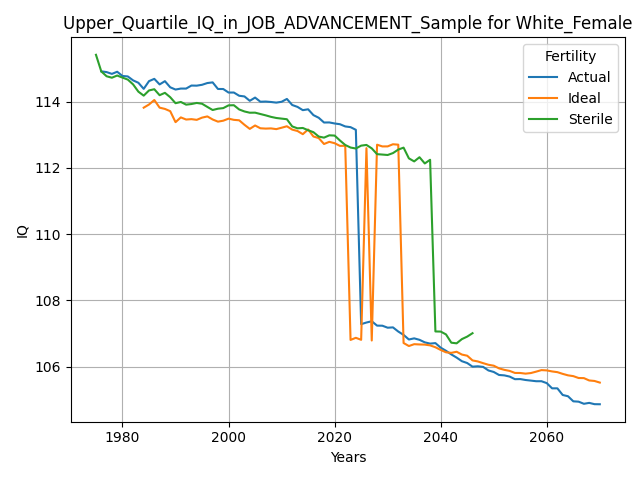 Upper_Quartile_IQ_in_JOB_ADVANCEMENT_Sample for White_Female
Fertility
Actual
Ideal
Sterile
IQ
114
112
110
108
106
1980
2000
2020
2040
2060
Years